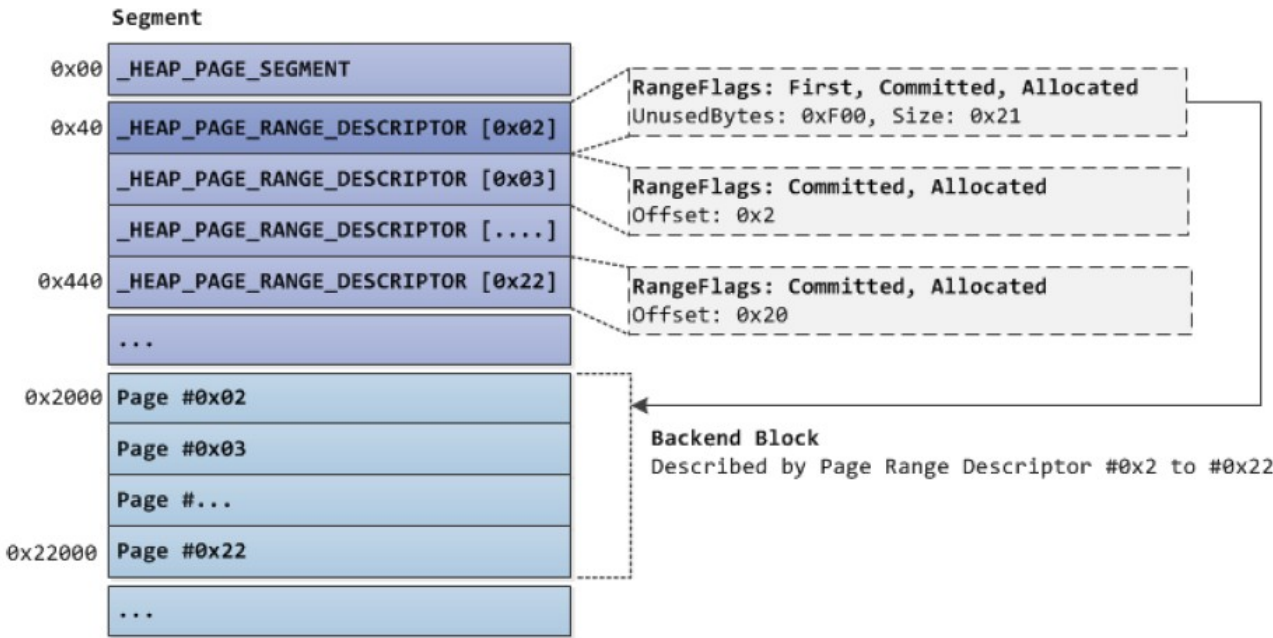 Segment
0x00 _HEAP_PAGE_SEGMENT
0x40 _HEAP_PAGE_RANGE_DESCRIPTOR [0x02]
_HEAP_PAGE_RANGE_DESCRIPTOR [0x03]
_HEAP_PAGE_RANGE_DESCRIPTOR [....]
0x440 _HEAP_PAGE_RANGE_DESCRIPTOR [0x22]
...
0x2000 Page #0x02
Page #0x03
Page #...
0x22000 Page #0x22
...
RangeFlags: First, Committed, Allocated
UnusedBytes: 0xF00, Size: 0x21
RangeFlags: Committed, Allocated
Offset: 0x2
RangeFlags: Committed, Allocated
Offset: 0x20
Backend Block
Described by Page Range Descriptor #0x2 to #0x22